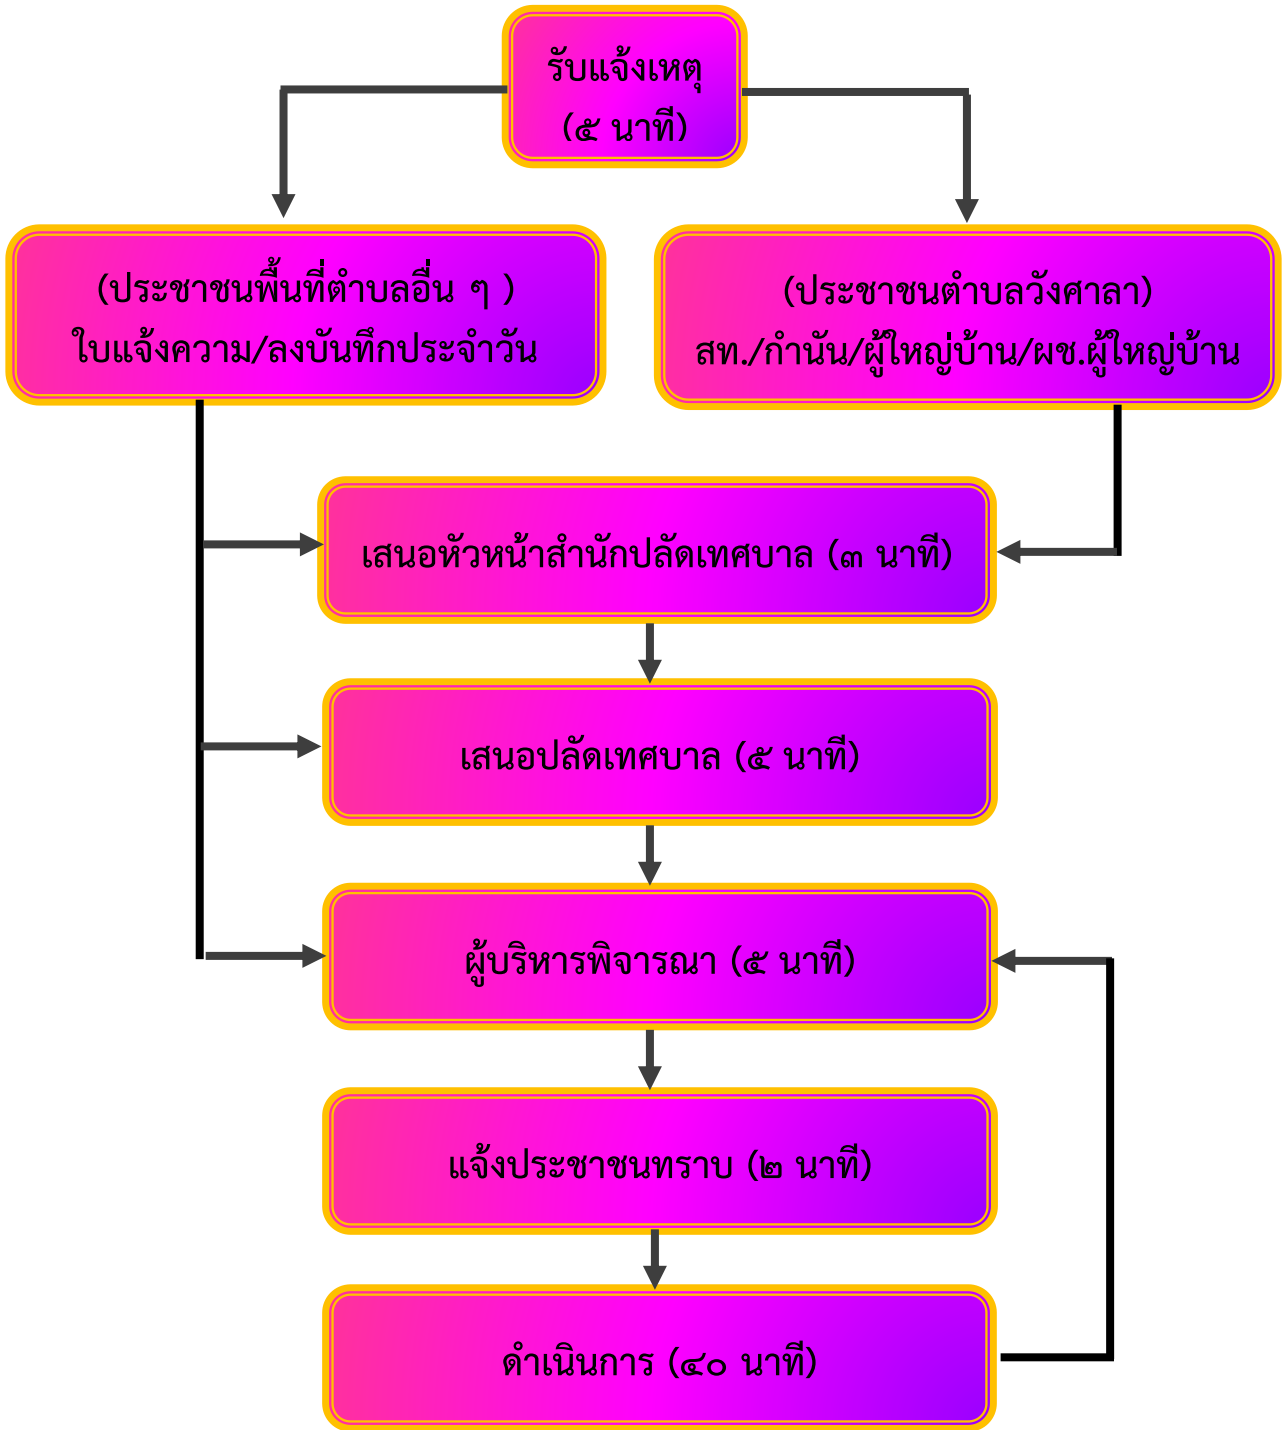 รับแจ้งเหตุ
(๕ นาที)
(ประชาชนพื้นที่ตำบลอื่น ๆ )
ใบแจ้งความ/ลงบันทึกประจำวัน
(ประชาชนตำบลวังศาลา)
สท./กำนัน/ผู้ใหญ่บ้าน/ผช.ผู้ใหญ่บ้าน
เสนอหัวหน้าสำนักปลัดเทศบาล (๓ นาที)
เสนอปลัดเทศบาล (๕ นาที)
ผู้บริหารพิจารณา (๕ นาที)
แจ้งประชาชนทราบ (๒ นาที)
ดำเนินการ (๔๐ นาที)